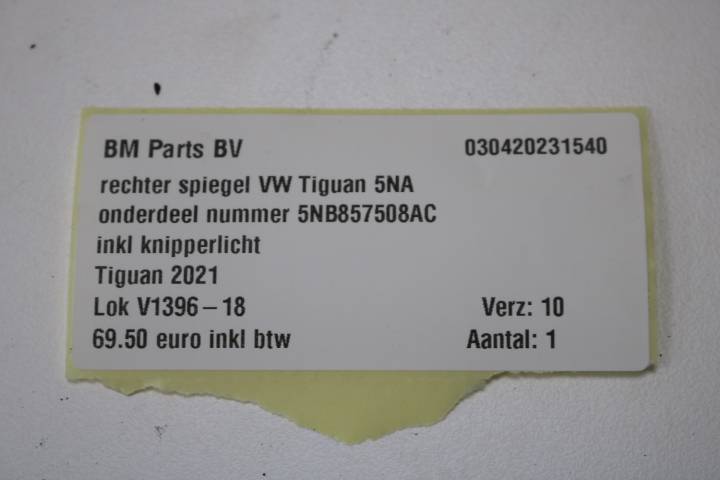 BM Parts BV 030420231540
rechter spiegel VW Tiguan 5NA
onderdeel nummer 5NB857508AC
inkl knipperlicht
Tiguan 2021
Lok V1396 – 18 Verz: 10
69.50 euro inkl btw Aantal: 1